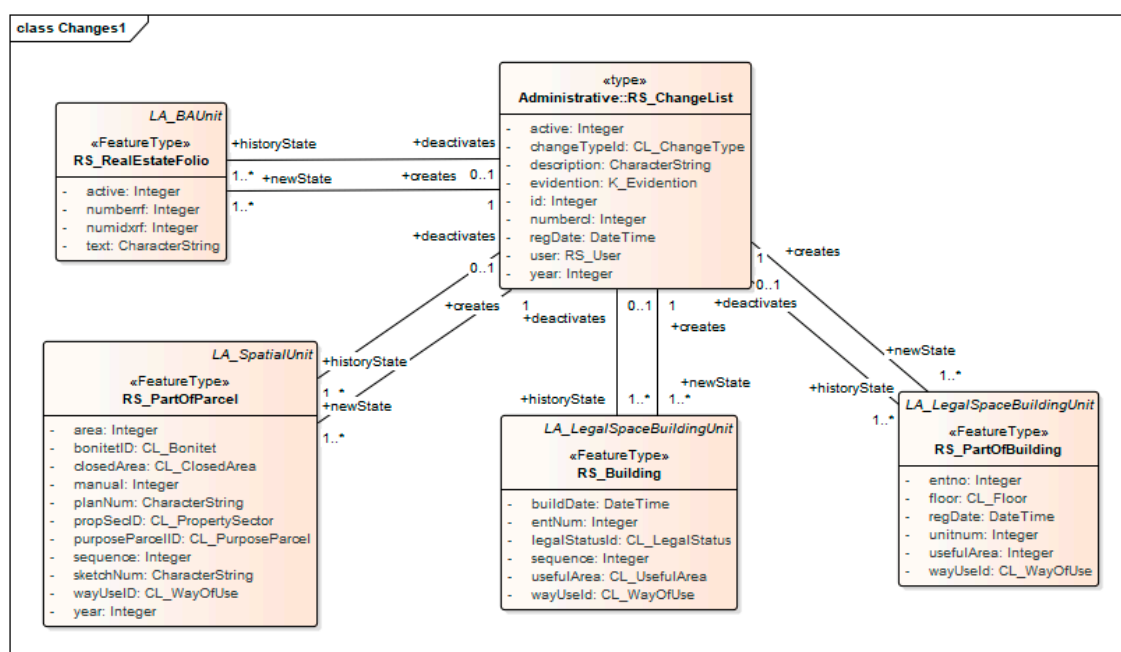 class Changes1
«type»
Administrative::RS_ChangeList
- active: Integer
- changeTypeId: CL_ChangeType
- description: CharacterString
- evidention: K_Evidention
- id: Integer
- numbercl: Integer
- regDate: DateTime
- user: RS_User
- year: Integer
LA_BAUnit
«FeatureType»
RS_RealEstateFolio
- active: Integer
- numberrf: Integer
- numidxrf: Integer
- text: CharacterString
+historyState
+deactivates
1..*
+newState
+creates
0..1
1..*
1
+deactivates
0..1
+creates
1
+historyState
1..*
+newState
1..*
0..1
1
+deactivates
+creates
+newState
+historyState
1..*
1..*
+creates
1
0..1
+deactivates
+newState
1..*
+historyState
1..*
LA_SpatialUnit
«FeatureType»
RS_PartOfParcel
- area: Integer
- bonitetID: CL_Bonitet
- closedArea: CL_ClosedArea
- manual: Integer
- planNum: CharacterString
- propSecID: CL_PropertySector
- purposeParcelID: CL_PurposeParcel
- sequence: Integer
- sketchNum: CharacterString
- wayUseID: CL_WayOfUse
- year: Integer
LA_LegalSpaceBuildingUnit
«FeatureType»
RS_Building
- buildDate: DateTime
- entNum: Integer
- legalStatusId: CL_LegalStatus
- sequence: Integer
- usefulArea: CL_UsefulArea
- wayUseId: CL_WayOfUse
LA_LegalSpaceBuildingUnit
«FeatureType»
RS_PartOfBuilding
- entno: Integer
- floor: CL_Floor
- regDate: DateTime
- unitnum: Integer
- usefulArea: Integer
- wayUseId: CL_WayOfUse